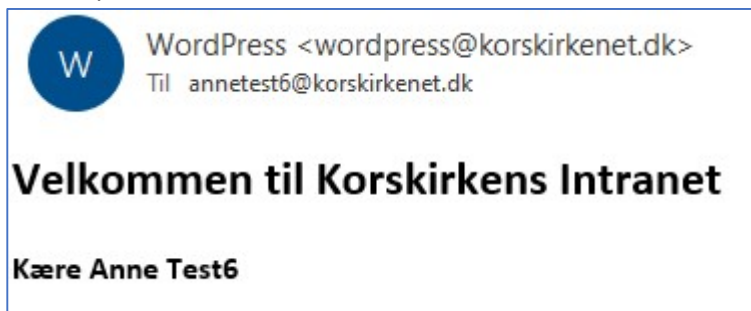 W
WordPress <wordpress@korskirkenet.dk>
Til annetest6@korskirkenet.dk
Velkommen til Korskirkens Intranet
Kære Anne Test6